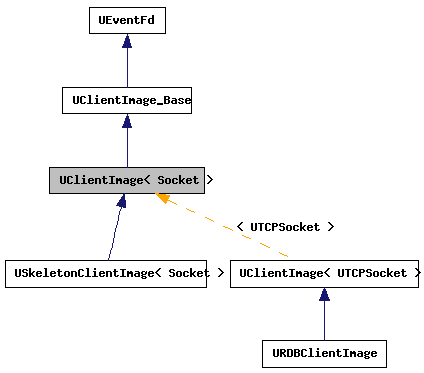 UEventFd
UClientImage_Base
UClientImage< Socket >
< UTCPSocket >
USkeletonClientImage< Socket >
UClientImage< UTCPSocket >
URDBClientImage